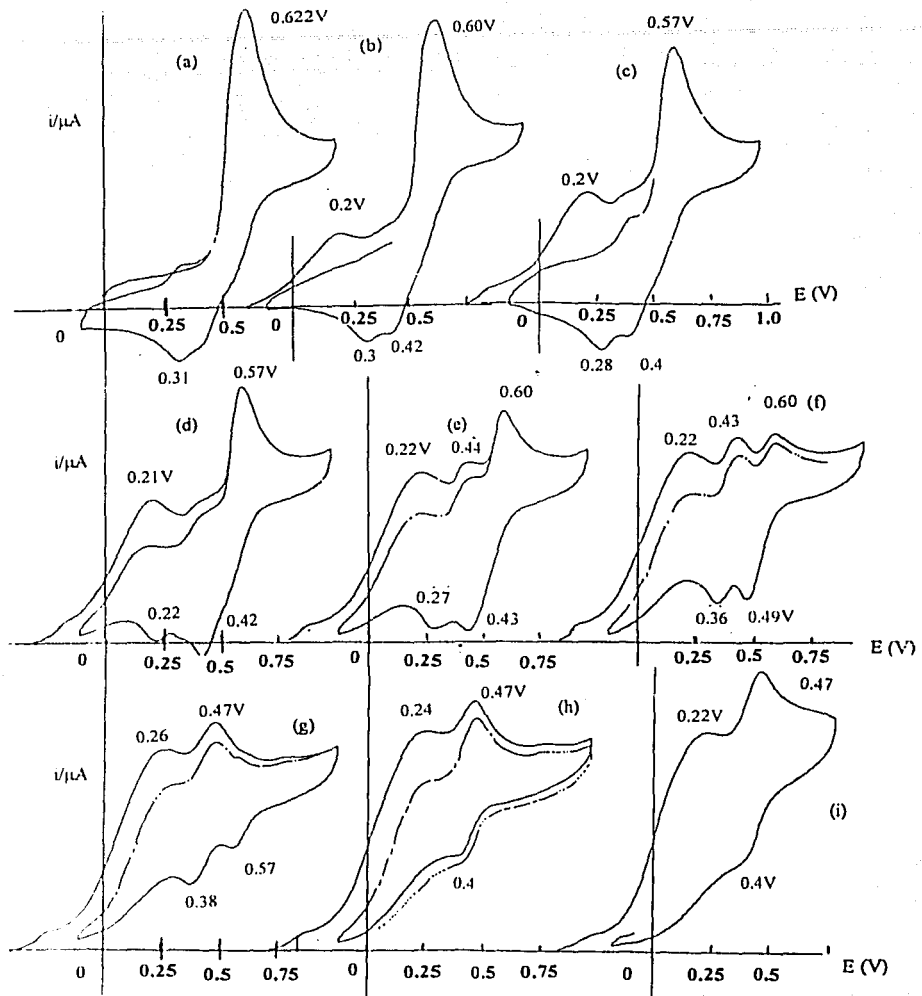 0.622V
0.60V
0.57V
(a)
(b)
(c)
i/µA
0.2V
0.2V
E (V)
0
0.25
0.5
0
0.25
0.5
0
0.25
0.5
0.75
1.0
0.31
0.3
0.42
0.28
0.4
0.57V
0.60
0.60
(d)
(e)
0.43
(f)
i/µA
0.21V
0.22V
0.44
0.22
0.22
0.42
0.27
0.43
0.36
0.49V
E (V)
0
0.25
0.5
0.75
0
0.25
0.5
0.75
0
0.25
0.5
0.75
0.47V
(g)
0.47V
(h)
0.47
0.26
0.24
0.22V
i/µA
(i)
0.38
0.57
0.4
0.4V
0
0.25
0.5
0.75
0
0.25
0.5
0.75
0
0.25
0.5
0.75
E (V)